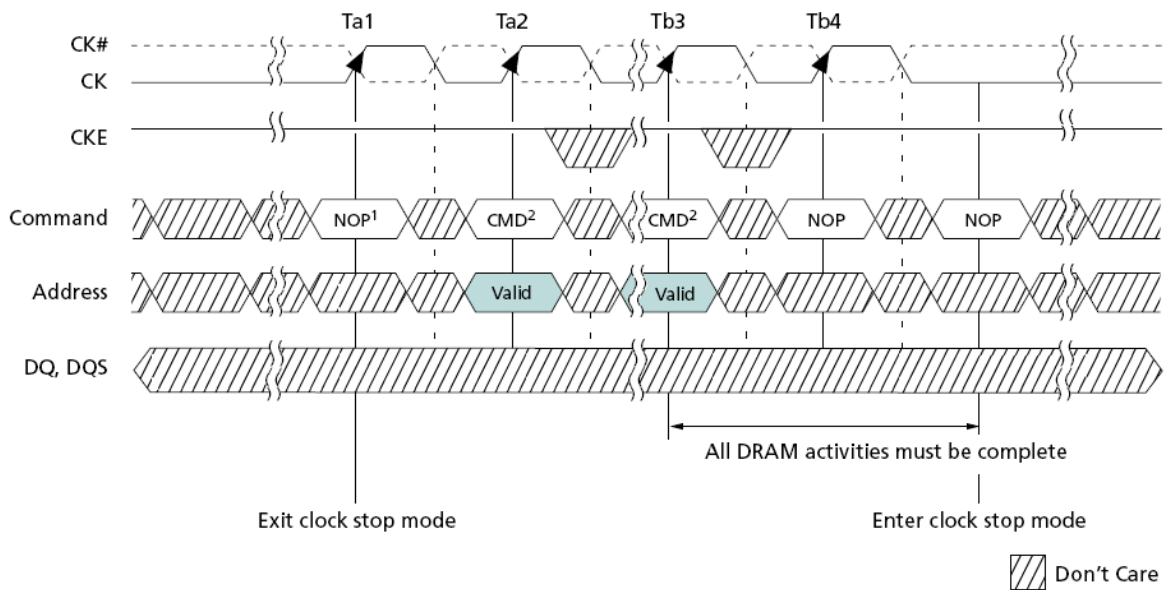 Ta1 Ta2 Tb3 Tb4
CK#
CK
CKE
Command NOP1 CMD2 CMD2 NOP NOP
Address Valid Valid
DQ, DQS
All DRAM activities must be complete
Exit clock stop mode Enter clock stop mode
Don't Care